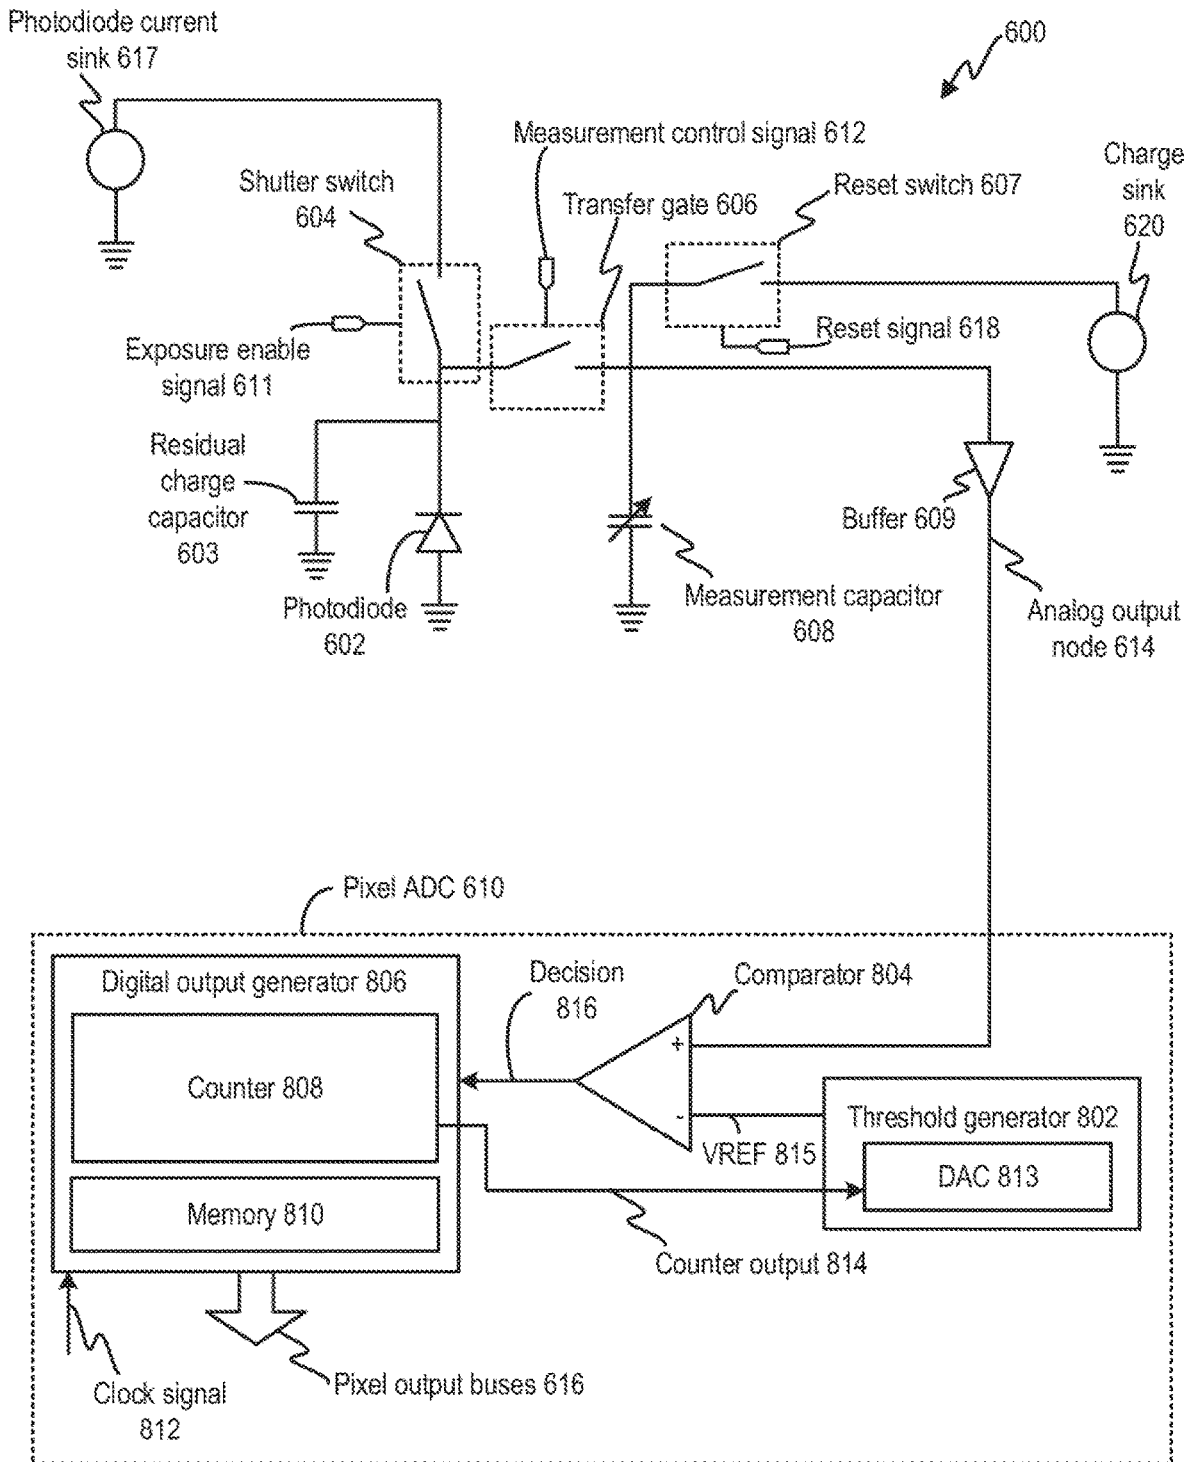 Photodiode current
sink 617
600
Measurement control signal 612
Charge
sink
620
Shutter switch
604
Transfer gate 606
Reset switch 607
Exposure enable
signal 611
Reset signal 618
Residual
charge
capacitor
603
Buffer 609
Photodiode
602
Measurement capacitor
608
Analog output
node 614
Pixel ADC 610
Digital output generator 806
Decision
816
Comparator 804
+
Counter 808
-
Threshold generator 802
VREF 815
DAC 813
Memory 810
Counter output 814
Pixel output buses 616
Clock signal
812